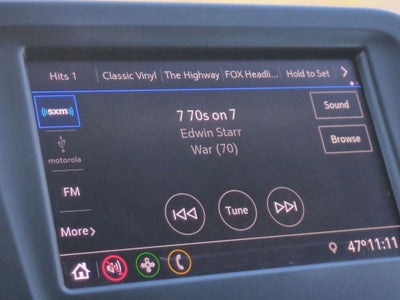 Hits 1 Classic Vinyl The Highway FOX Headli... Hold to Set
((sxm))
7 70s on 7
Sound
Edwin Starr
War (70)
Browse
motorola
FM
Tune
More
47° 11:11